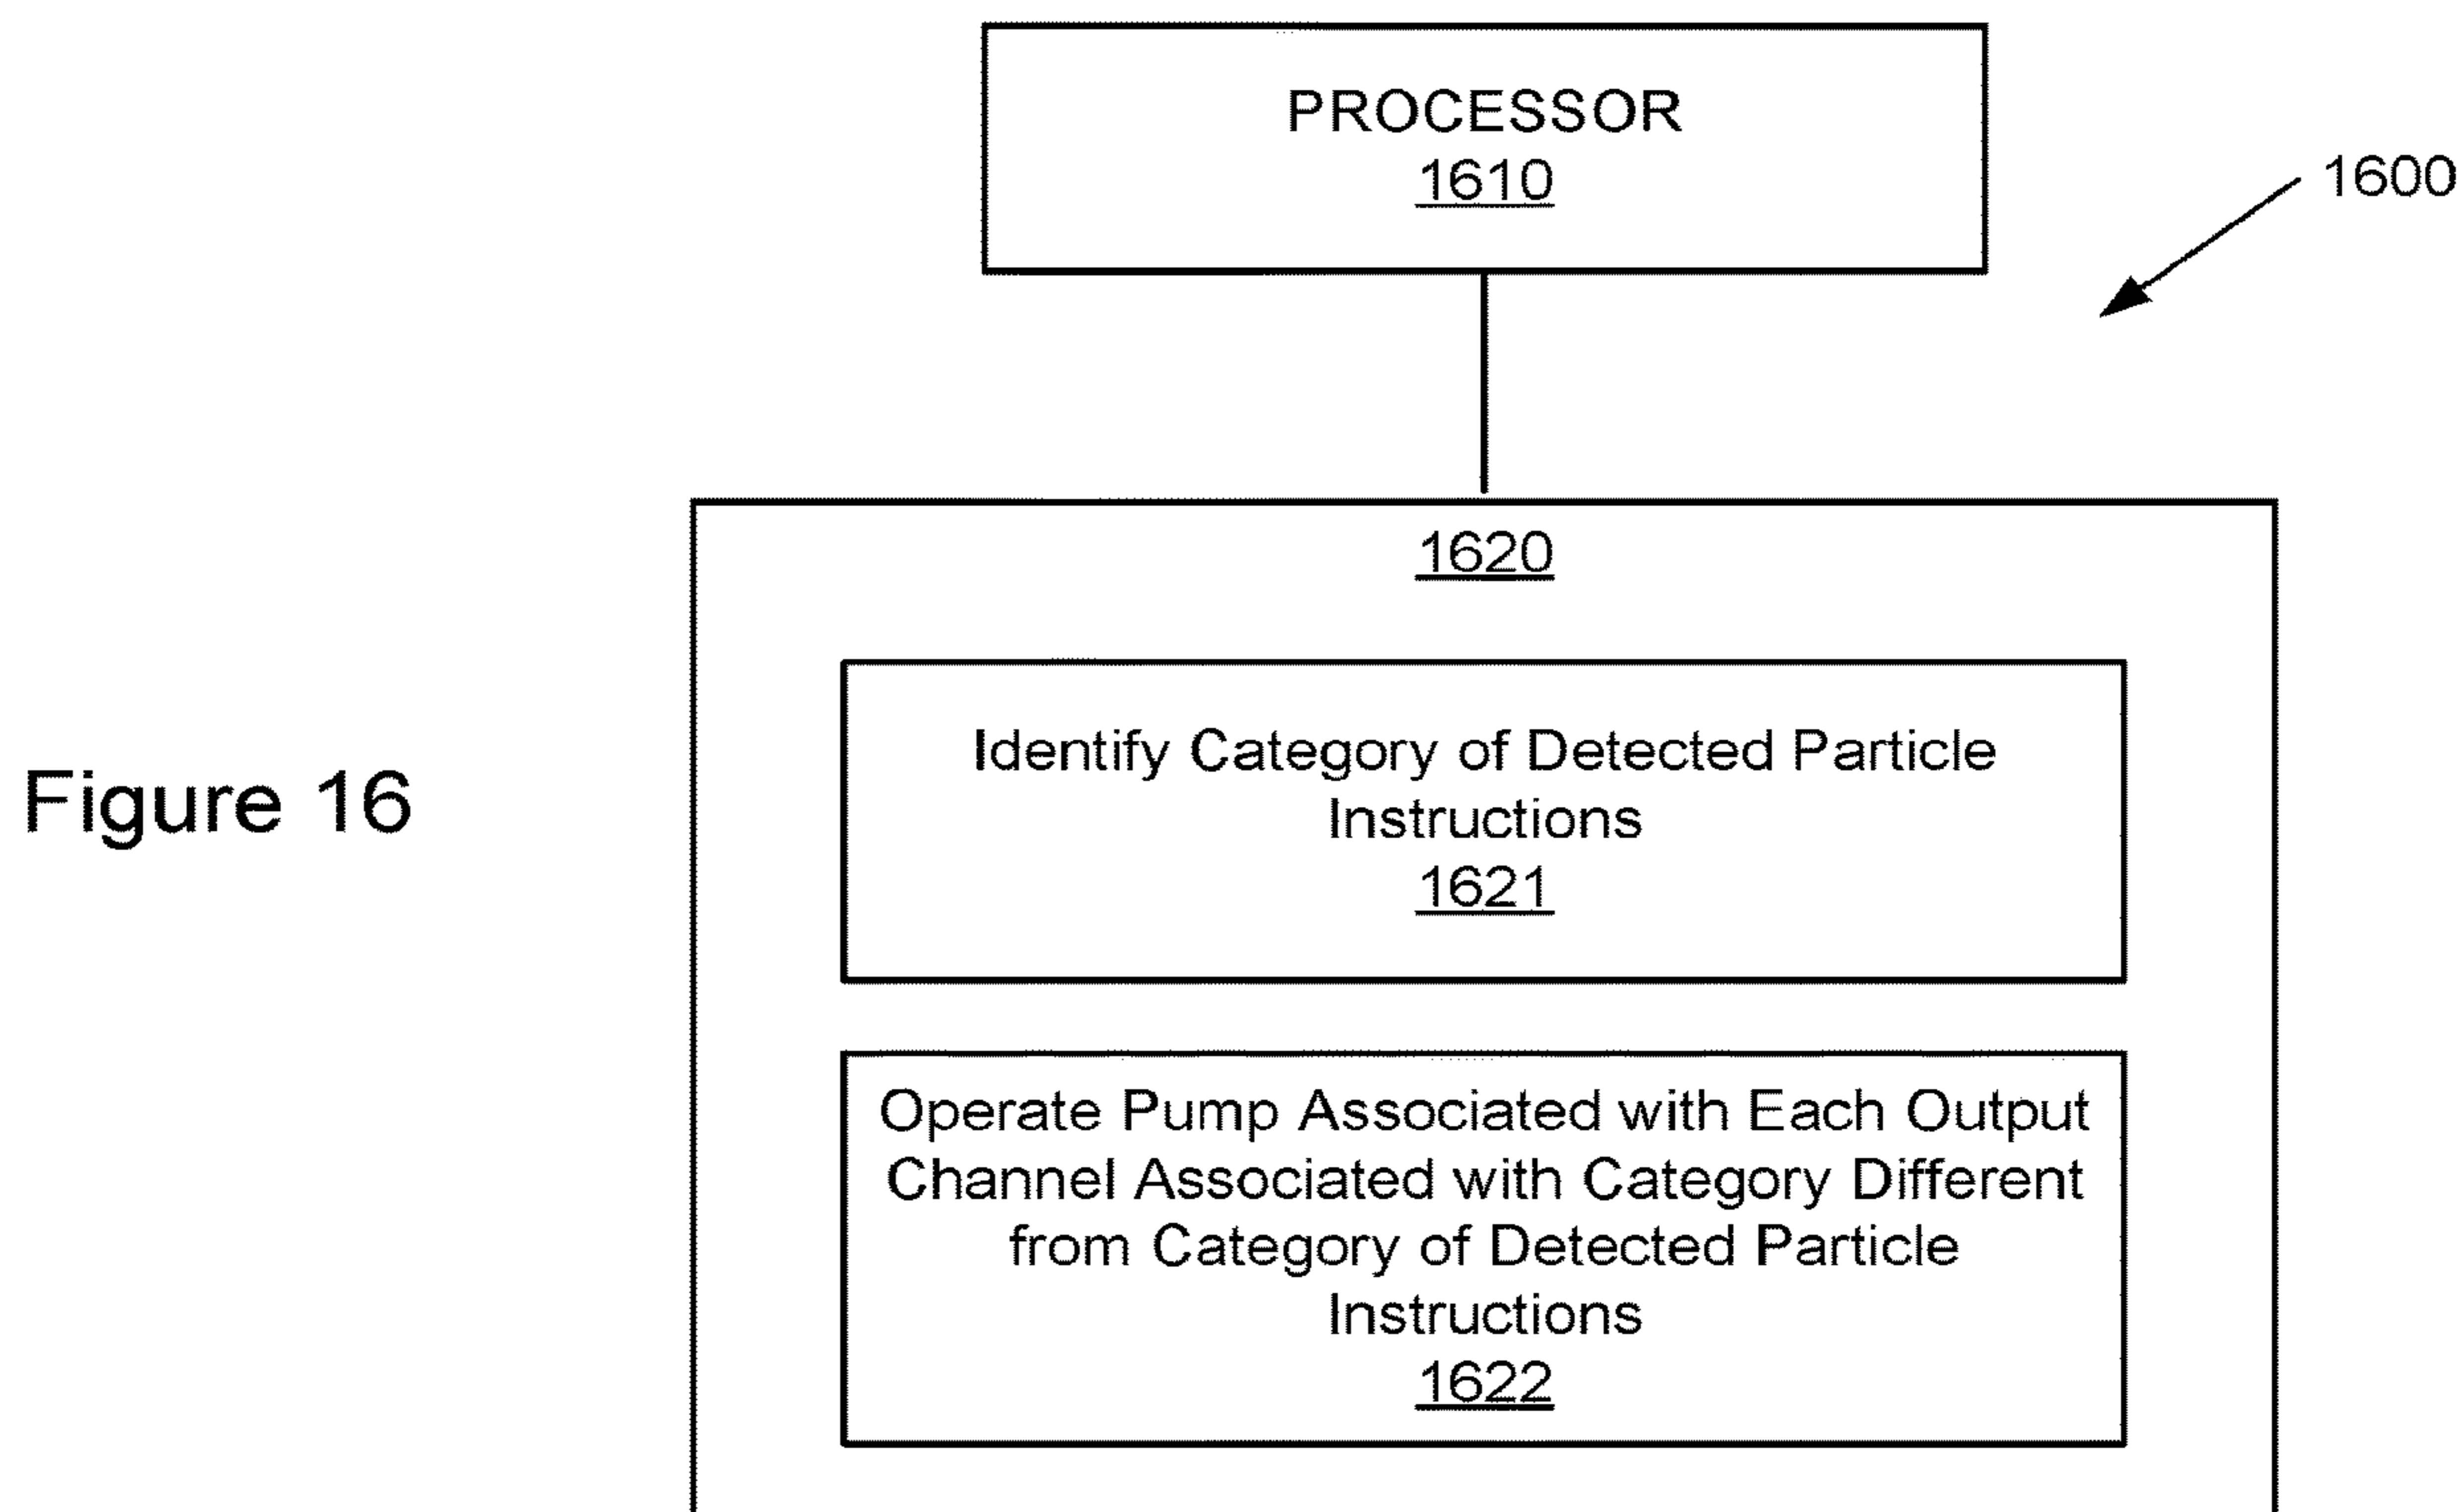 PROCESSOR
1610
1600
1620
Identify Category of Detected Particle
Instructions
1621
Figure 16
Operate Pump Associated with Each Output
Channel Associated with Category Different
from Category of Detected Particle
Instructions
1622